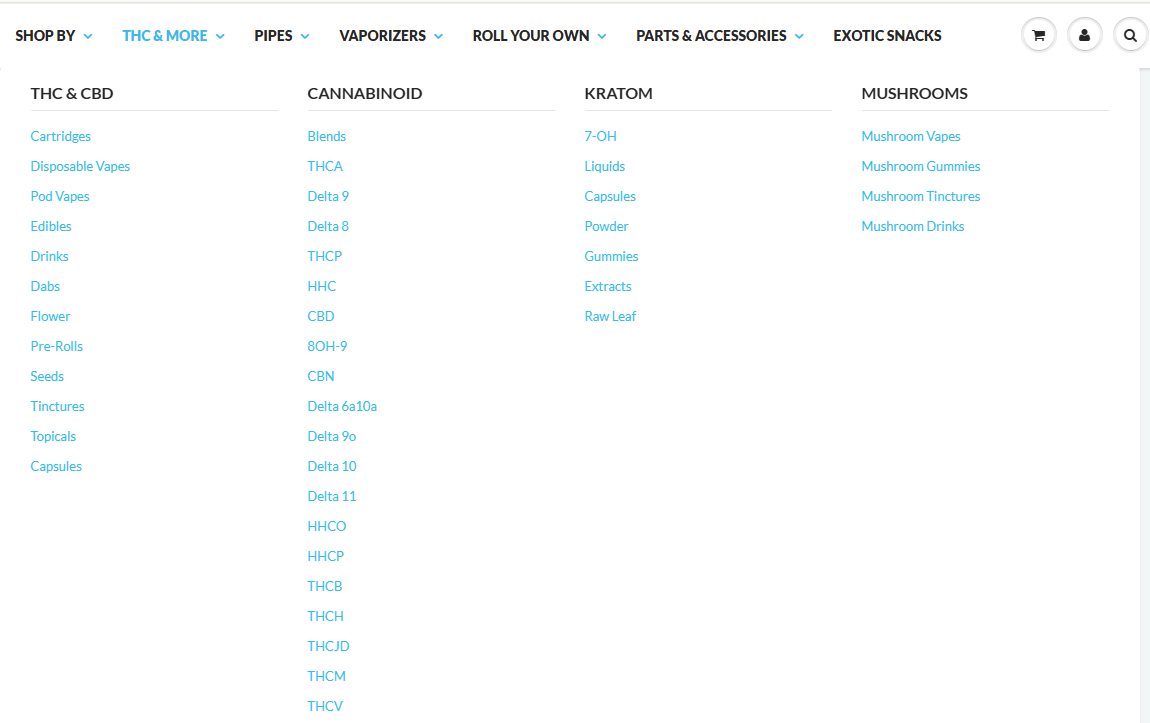 SHOP BY THC & MORE PIPES VAPORIZERS ROLL YOUR OWN PARTS & ACCESSORIES EXOTIC SNACKS
THC & CBD
Cartridges
Disposable Vapes
Pod Vapes
Edibles
Drinks
Dabs
Flower
Pre-Rolls
Seeds
Tinctures
Topicals
Capsules
CANNABINOID
Blends
THCA
Delta 9
Delta 8
THCP
HHC
CBD
8OH-9
CBN
Delta 6a10a
Delta 9o
Delta 10
Delta 11
HHCO
HHCP
THCB
THCH
THCJD
THCM
THCV
KRATOM
7-OH
Liquids
Capsules
Powder
Gummies
Extracts
Raw Leaf
MUSHROOMS
Mushroom Vapes
Mushroom Gummies
Mushroom Tinctures
Mushroom Drinks